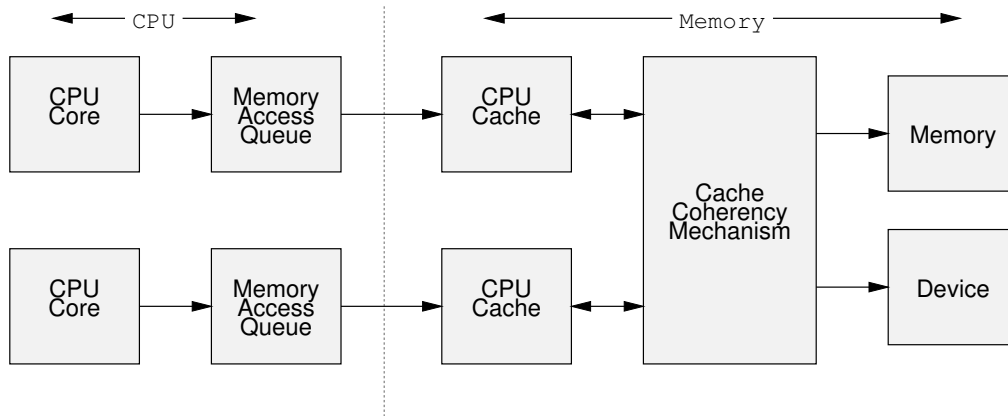 CPU
Memory
CPU
Core
Memory
Access
Queue
CPU
Cache
Cache
Coherency
Mechanism
Memory
CPU
Core
Memory
Access
Queue
CPU
Cache
Device